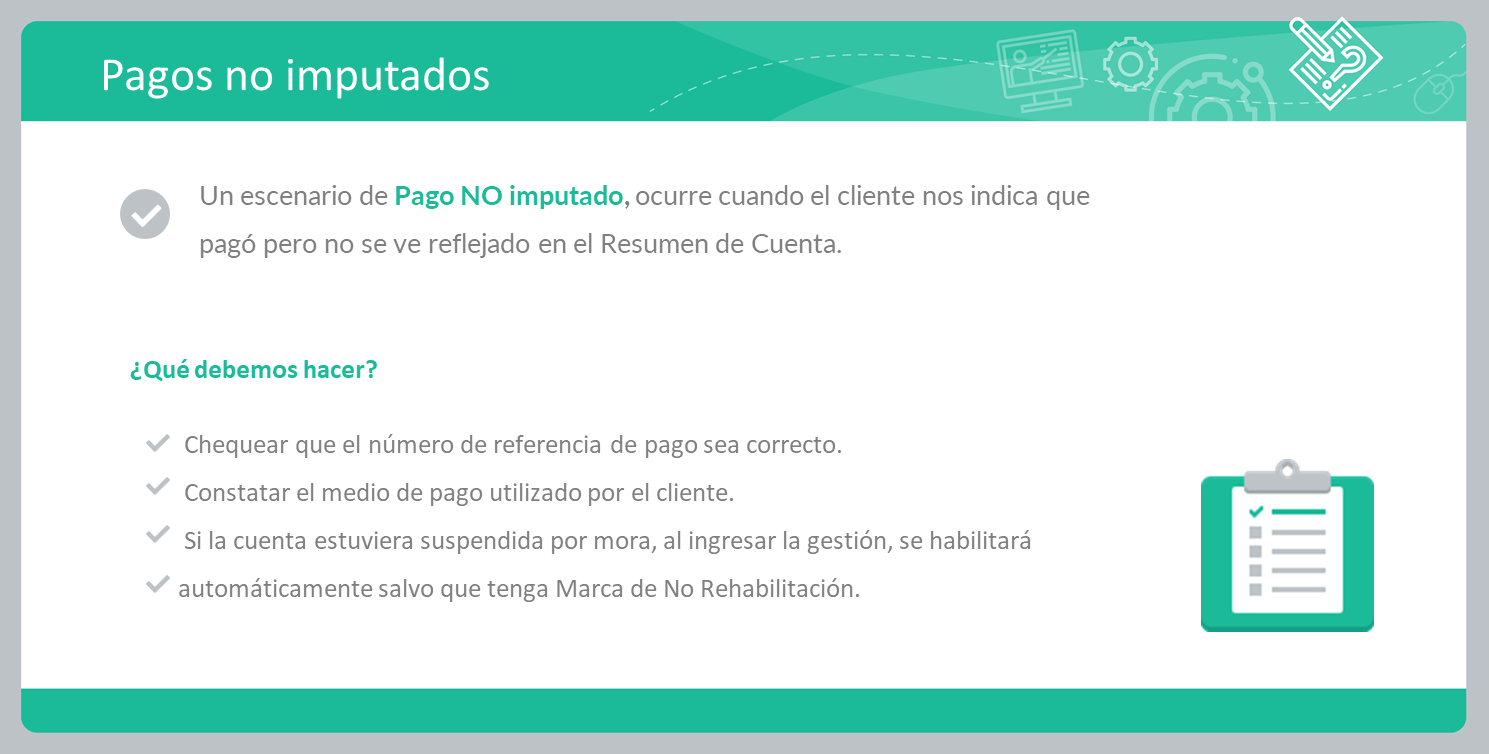 Pagos no imputados
Un escenario de Pago NO imputado, ocurre cuando el cliente nos indica que
pagó pero no se ve reflejado en el Resumen de Cuenta.
¿Qué debemos hacer?
Chequear que el número de referencia de pago sea correcto.
Constatar el medio de pago utilizado por el cliente.
Si la cuenta estuviera suspendida por mora, al ingresar la gestión, se habilitará
automáticamente salvo que tenga Marca de No Rehabilitación.